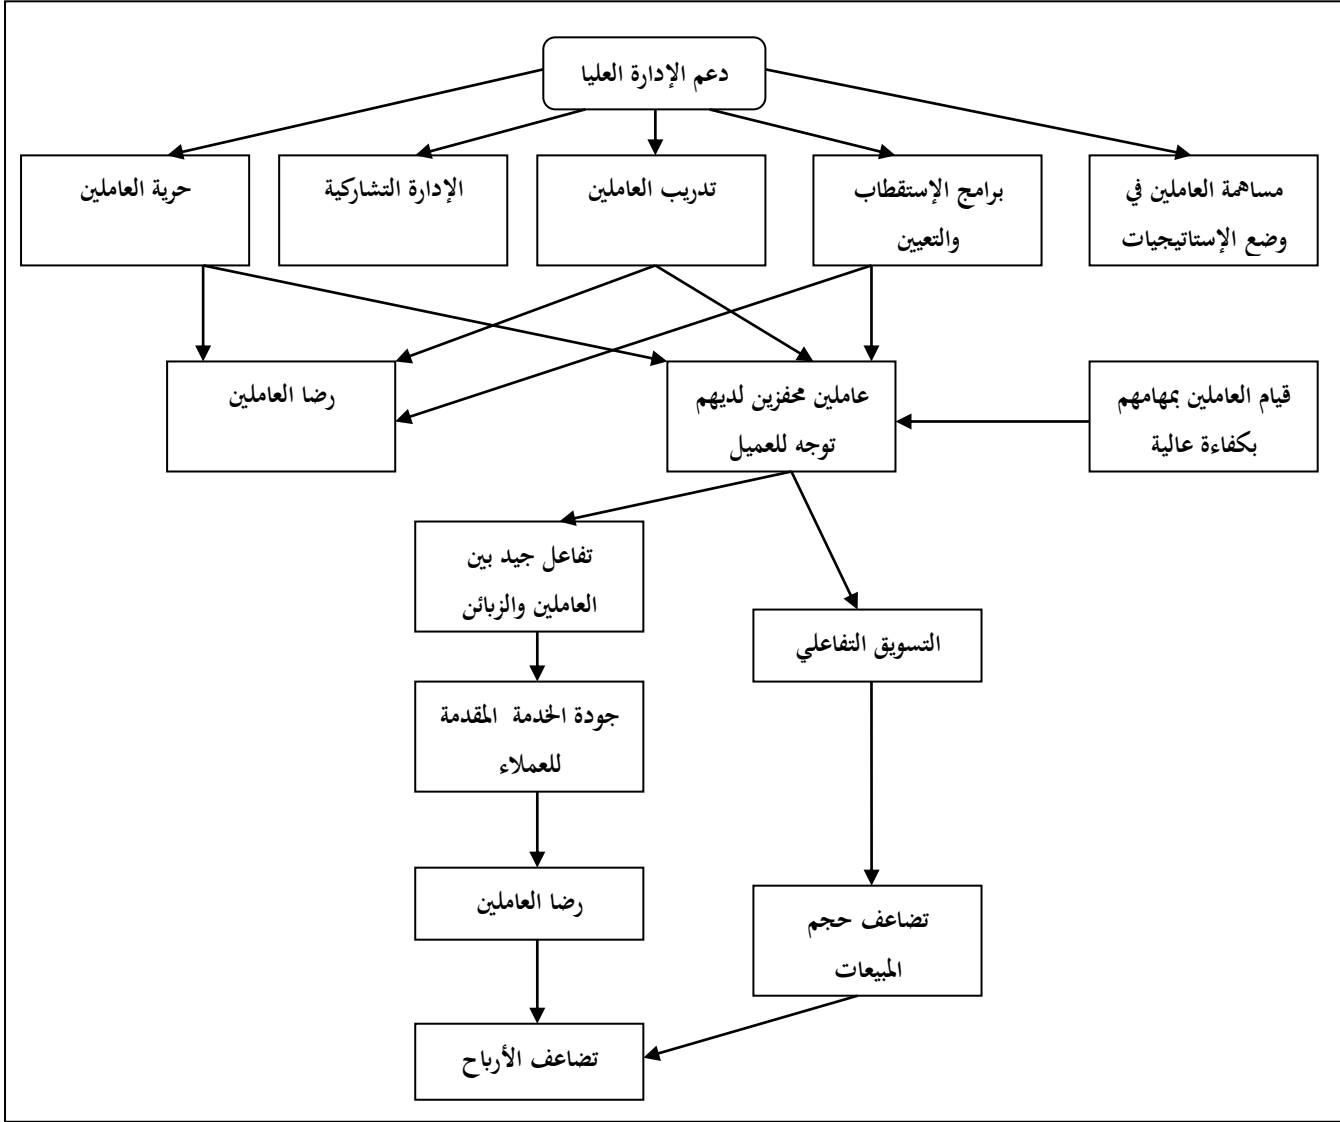 دعم الإدارة العليا
مساهمة العاملين في
وضع الإستاتيجيات
برامج الإستقطاب
والتعيين
تدريب العاملين
الإدارة التشاركية
حرية العاملين
قيام العاملين بمهامهم
بكفاءة عالية
عاملين محفزين لديهم
توجه للعميل
رضا العاملين
تفاعل جيد بين
العاملين والزبائن
التسويق التفاعلي
جودة الخدمة المقدمة
للعملاء
رضا العاملين
تضاعف حجم
المبيعات
تضاعف الأرباح